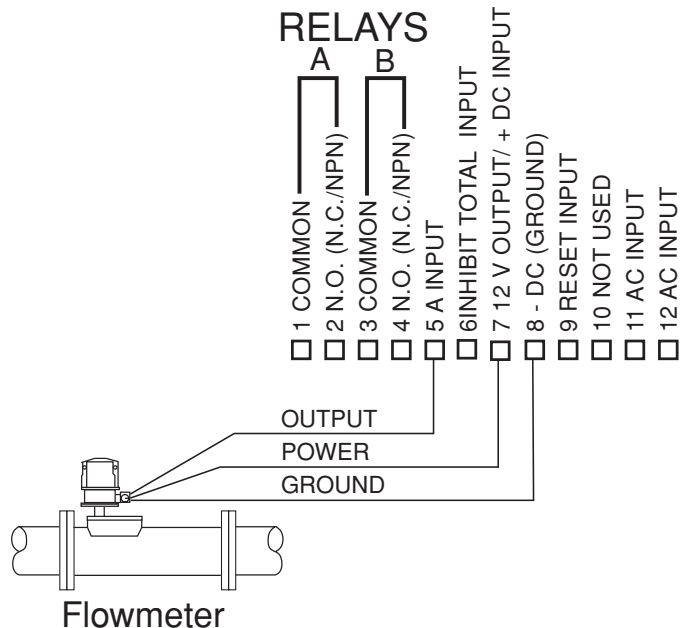 RELAYS
A
B
1 COMMON
2 N.O. (N.C./NPN)
3 COMMON
4 N.O. (N.C./NPN)
5 A INPUT
6INHIBIT TOTAL INPUT
7 12 V OUTPUT/ + DC INPUT
8 - DC (GROUND)
9 RESET INPUT
10 NOT USED
11 AC INPUT
12 AC INPUT
OUTPUT
POWER
GROUND
Flowmeter